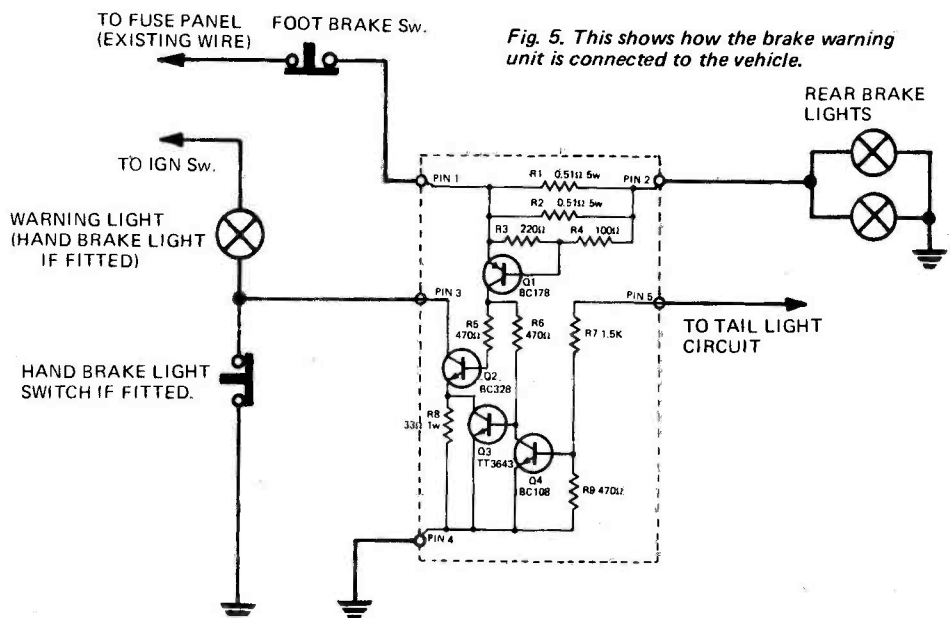 TO FUSE PANEL
(EXISTING WIRE)
FOOT BRAKE Sw.
Fig. 5. This shows how the brake warning
unit is connected to the vehicle.
REAR BRAKE
LIGHTS
TO IGN Sw.
WARNING LIGHT
(HAND BRAKE LIGHT
IF FITTED)
HAND BRAKE LIGHT
SWITCH IF FITTED.
PIN 1
R1 0.51Ω 5w
PIN 2
R2 0.51Ω 5w
R3 220Ω
R4 100Ω
Q1
BC178
PIN 3
PIN 5
R5
470Ω
R6
470Ω
R7 1.5K
TO TAIL LIGHT
CIRCUIT
Q2
BC328
R8
33Ω 1w
Q3
TT3643
Q4
BC108
R9 470Ω
PIN 4